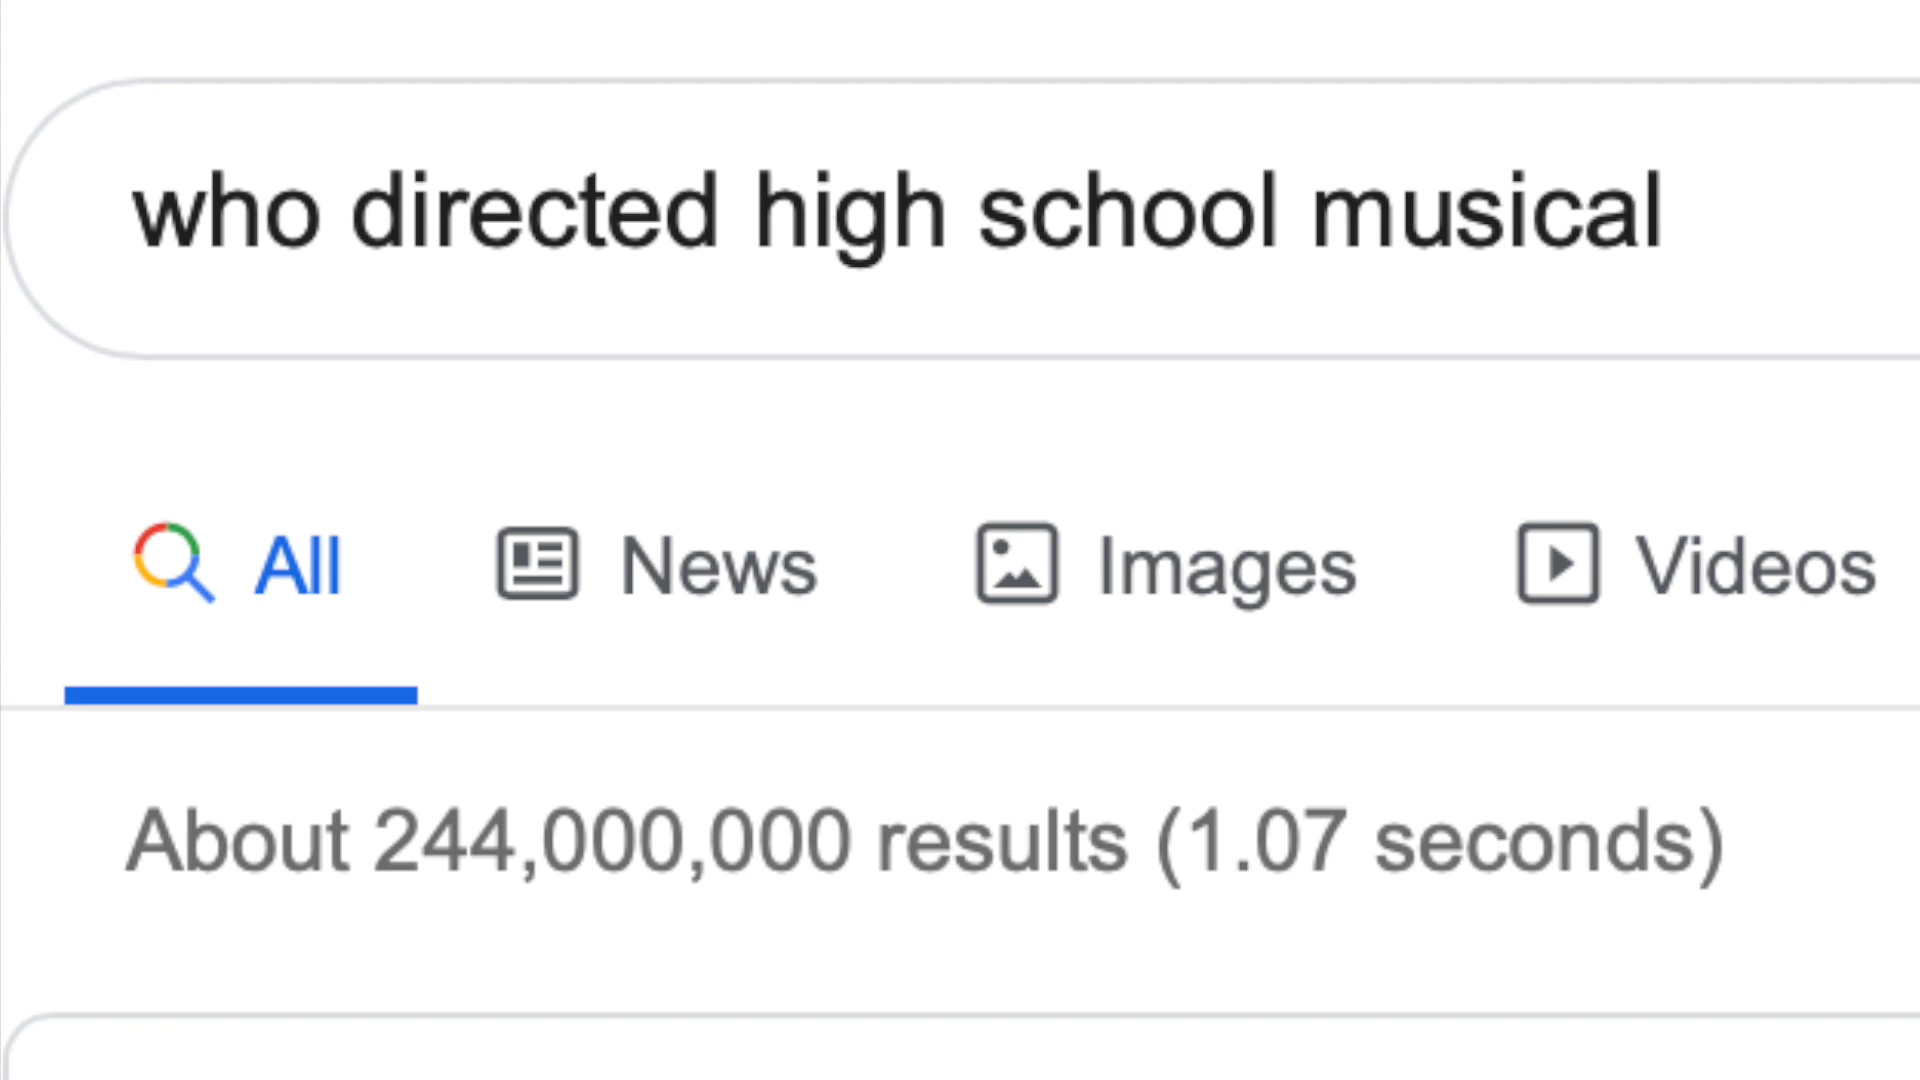 who directed high school musical
All News Images Videos
About 244,000,000 results (1.07 seconds)